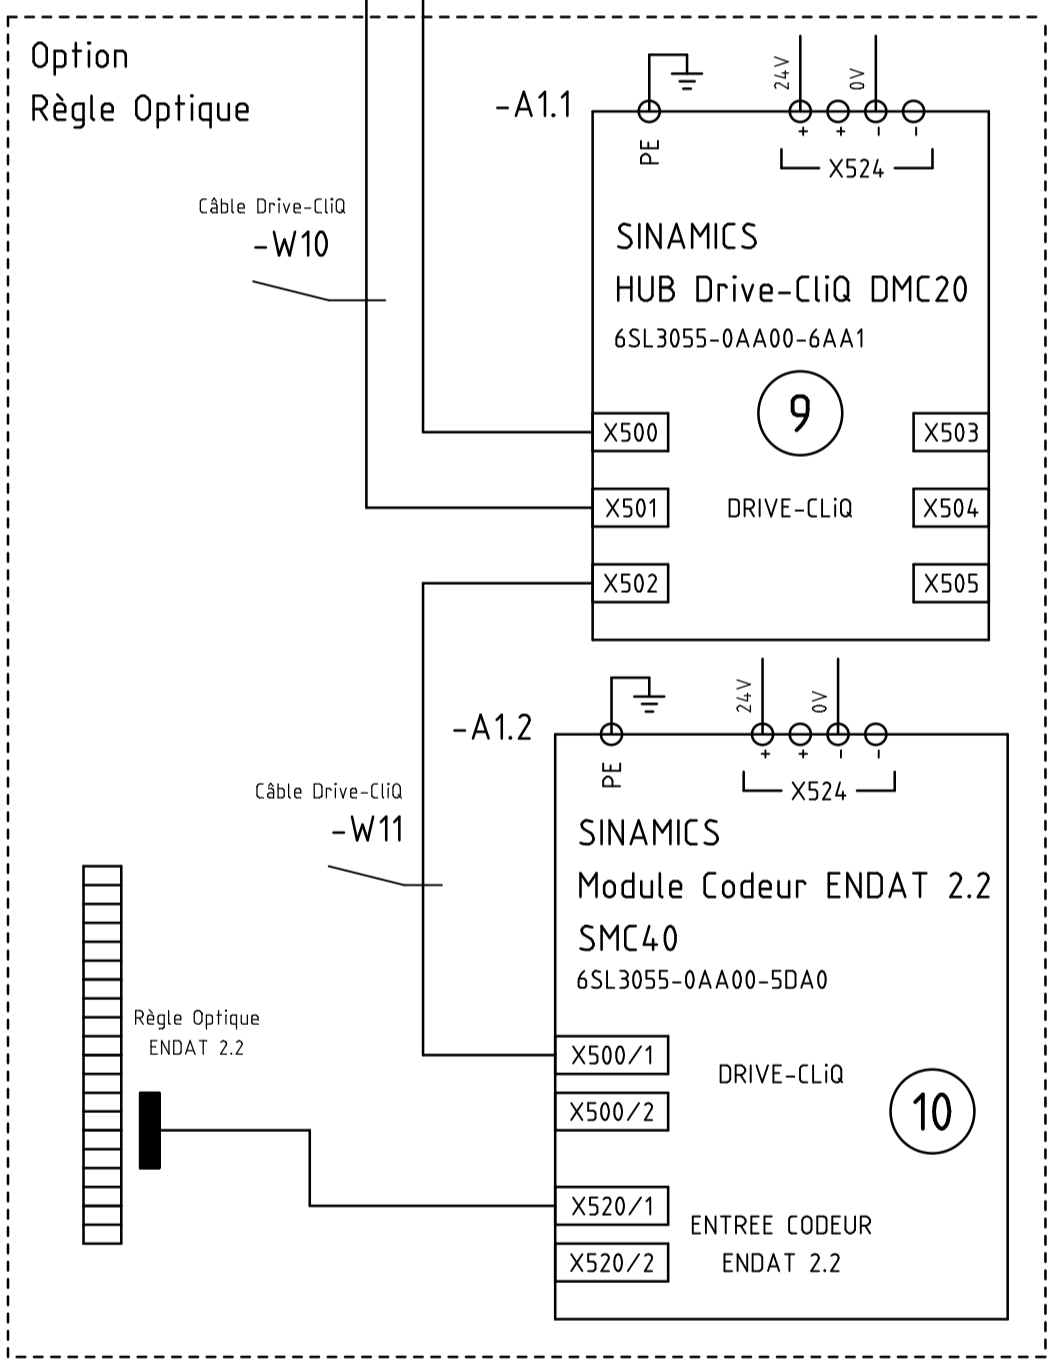 Option
Règle Optique
-A1.1
24V
0V
PE
+ + - -
X524
Câble Drive-CliQ
-W10
SINAMICS
HUB Drive-CliQ DMC20
6SL3055-0AA00-6AA1
9
X500
X503
X501
DRIVE-CLiQ
X504
X502
X505
-A1.2
24V
0V
PE
+ + - -
X524
Câble Drive-CliQ
-W11
SINAMICS
Module Codeur ENDAT 2.2
SMC40
6SL3055-0AA00-5DA0
Règle Optique
ENDAT 2.2
X500/1
DRIVE-CLiQ
X500/2
10
X520/1
ENTREE CODEUR
X520/2
ENDAT 2.2